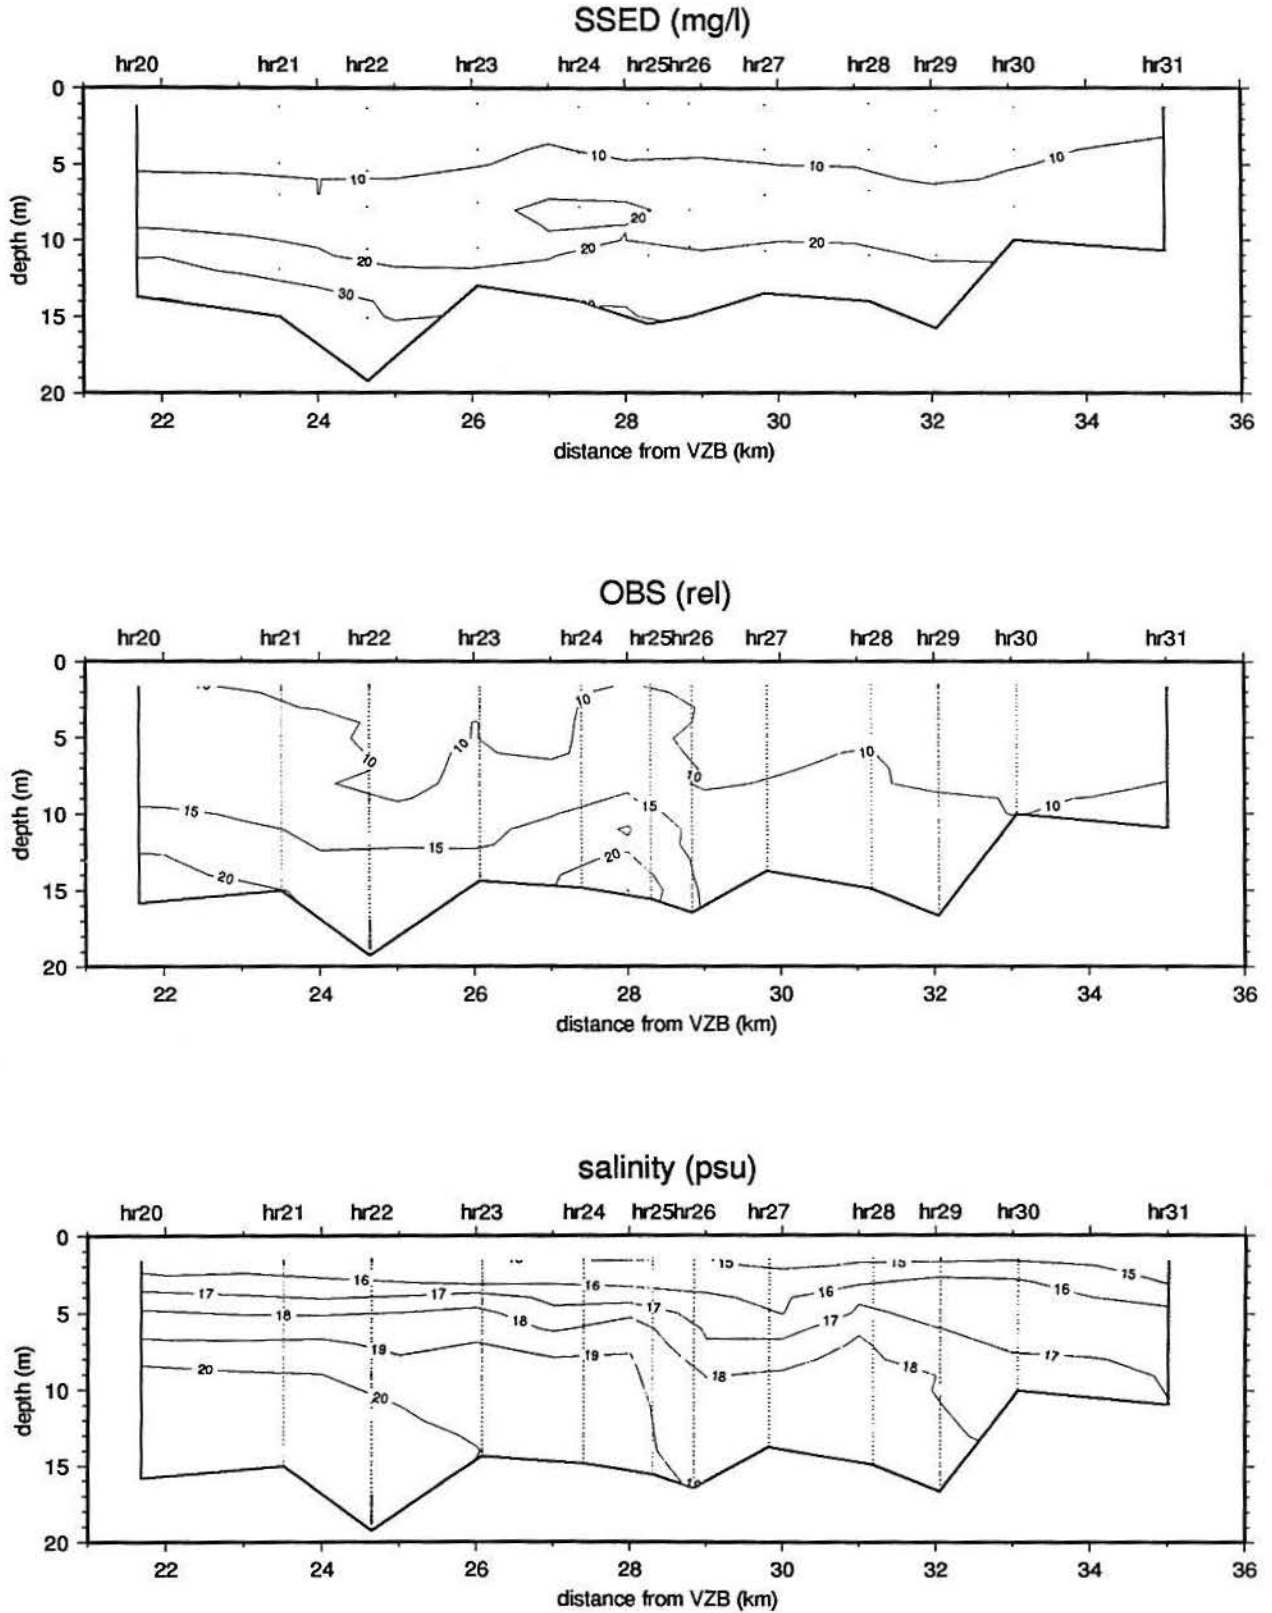 SSED (mg/l)
hr20 hr21 hr22 hr23 hr24 hr25hr26 hr27 hr28 hr29 hr30 hr31
0
5
10
15
20
depth (m)
10 10 10 10
20 20 20 20
30
22 24 26 28 30 32 34 36
distance from VZB (km)
OBS (rel)
hr20 hr21 hr22 hr23 hr24 hr25hr26 hr27 hr28 hr29 hr30 hr31
0
5
10
15
20
depth (m)
10 10 10 10 10 10
15 15 15
20 20
22 24 26 28 30 32 34 36
distance from VZB (km)
salinity (psu)
hr20 hr21 hr22 hr23 hr24 hr25hr26 hr27 hr28 hr29 hr30 hr31
0
5
10
15
20
depth (m)
15 15 15
16 16 16 16
17 17 17 17 17
18 18 18 18
19 19
20 20
22 24 26 28 30 32 34 36
distance from VZB (km)